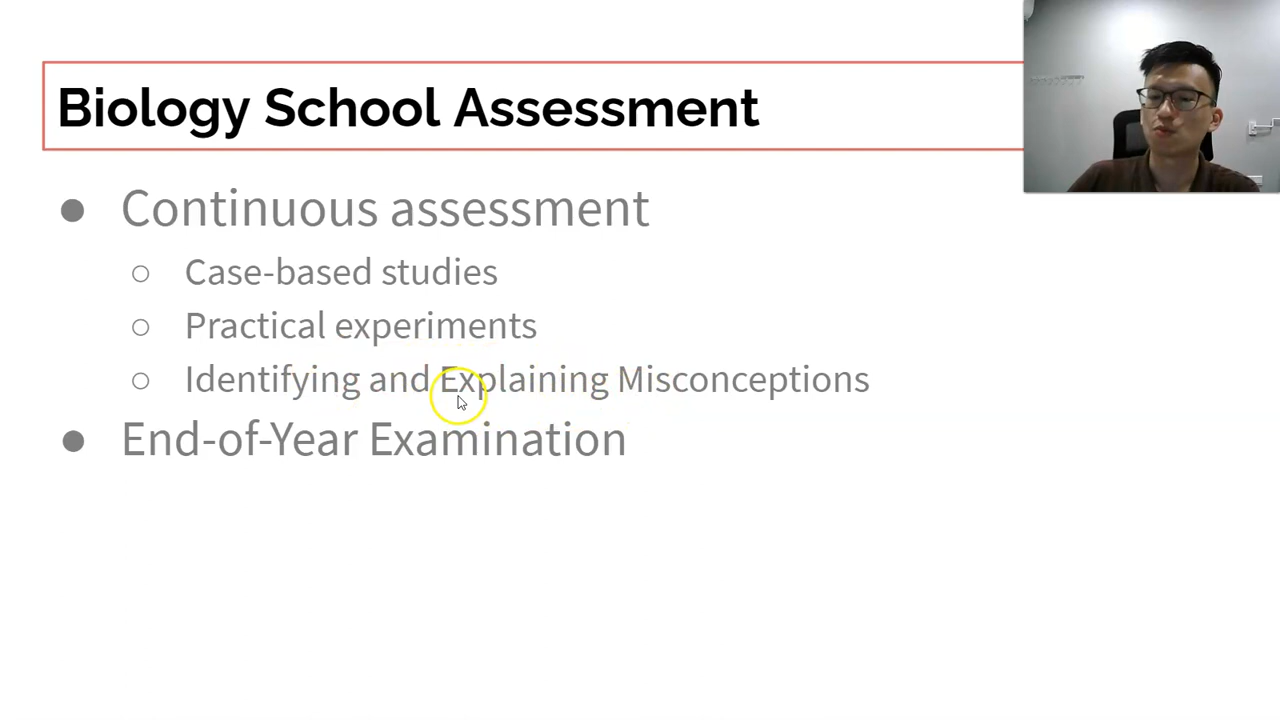 Biology School Assessment
● Continuous assessment
○ Case-based studies
○ Practical experiments
○ Identifying and Explaining Misconceptions
● End-of-Year Examination